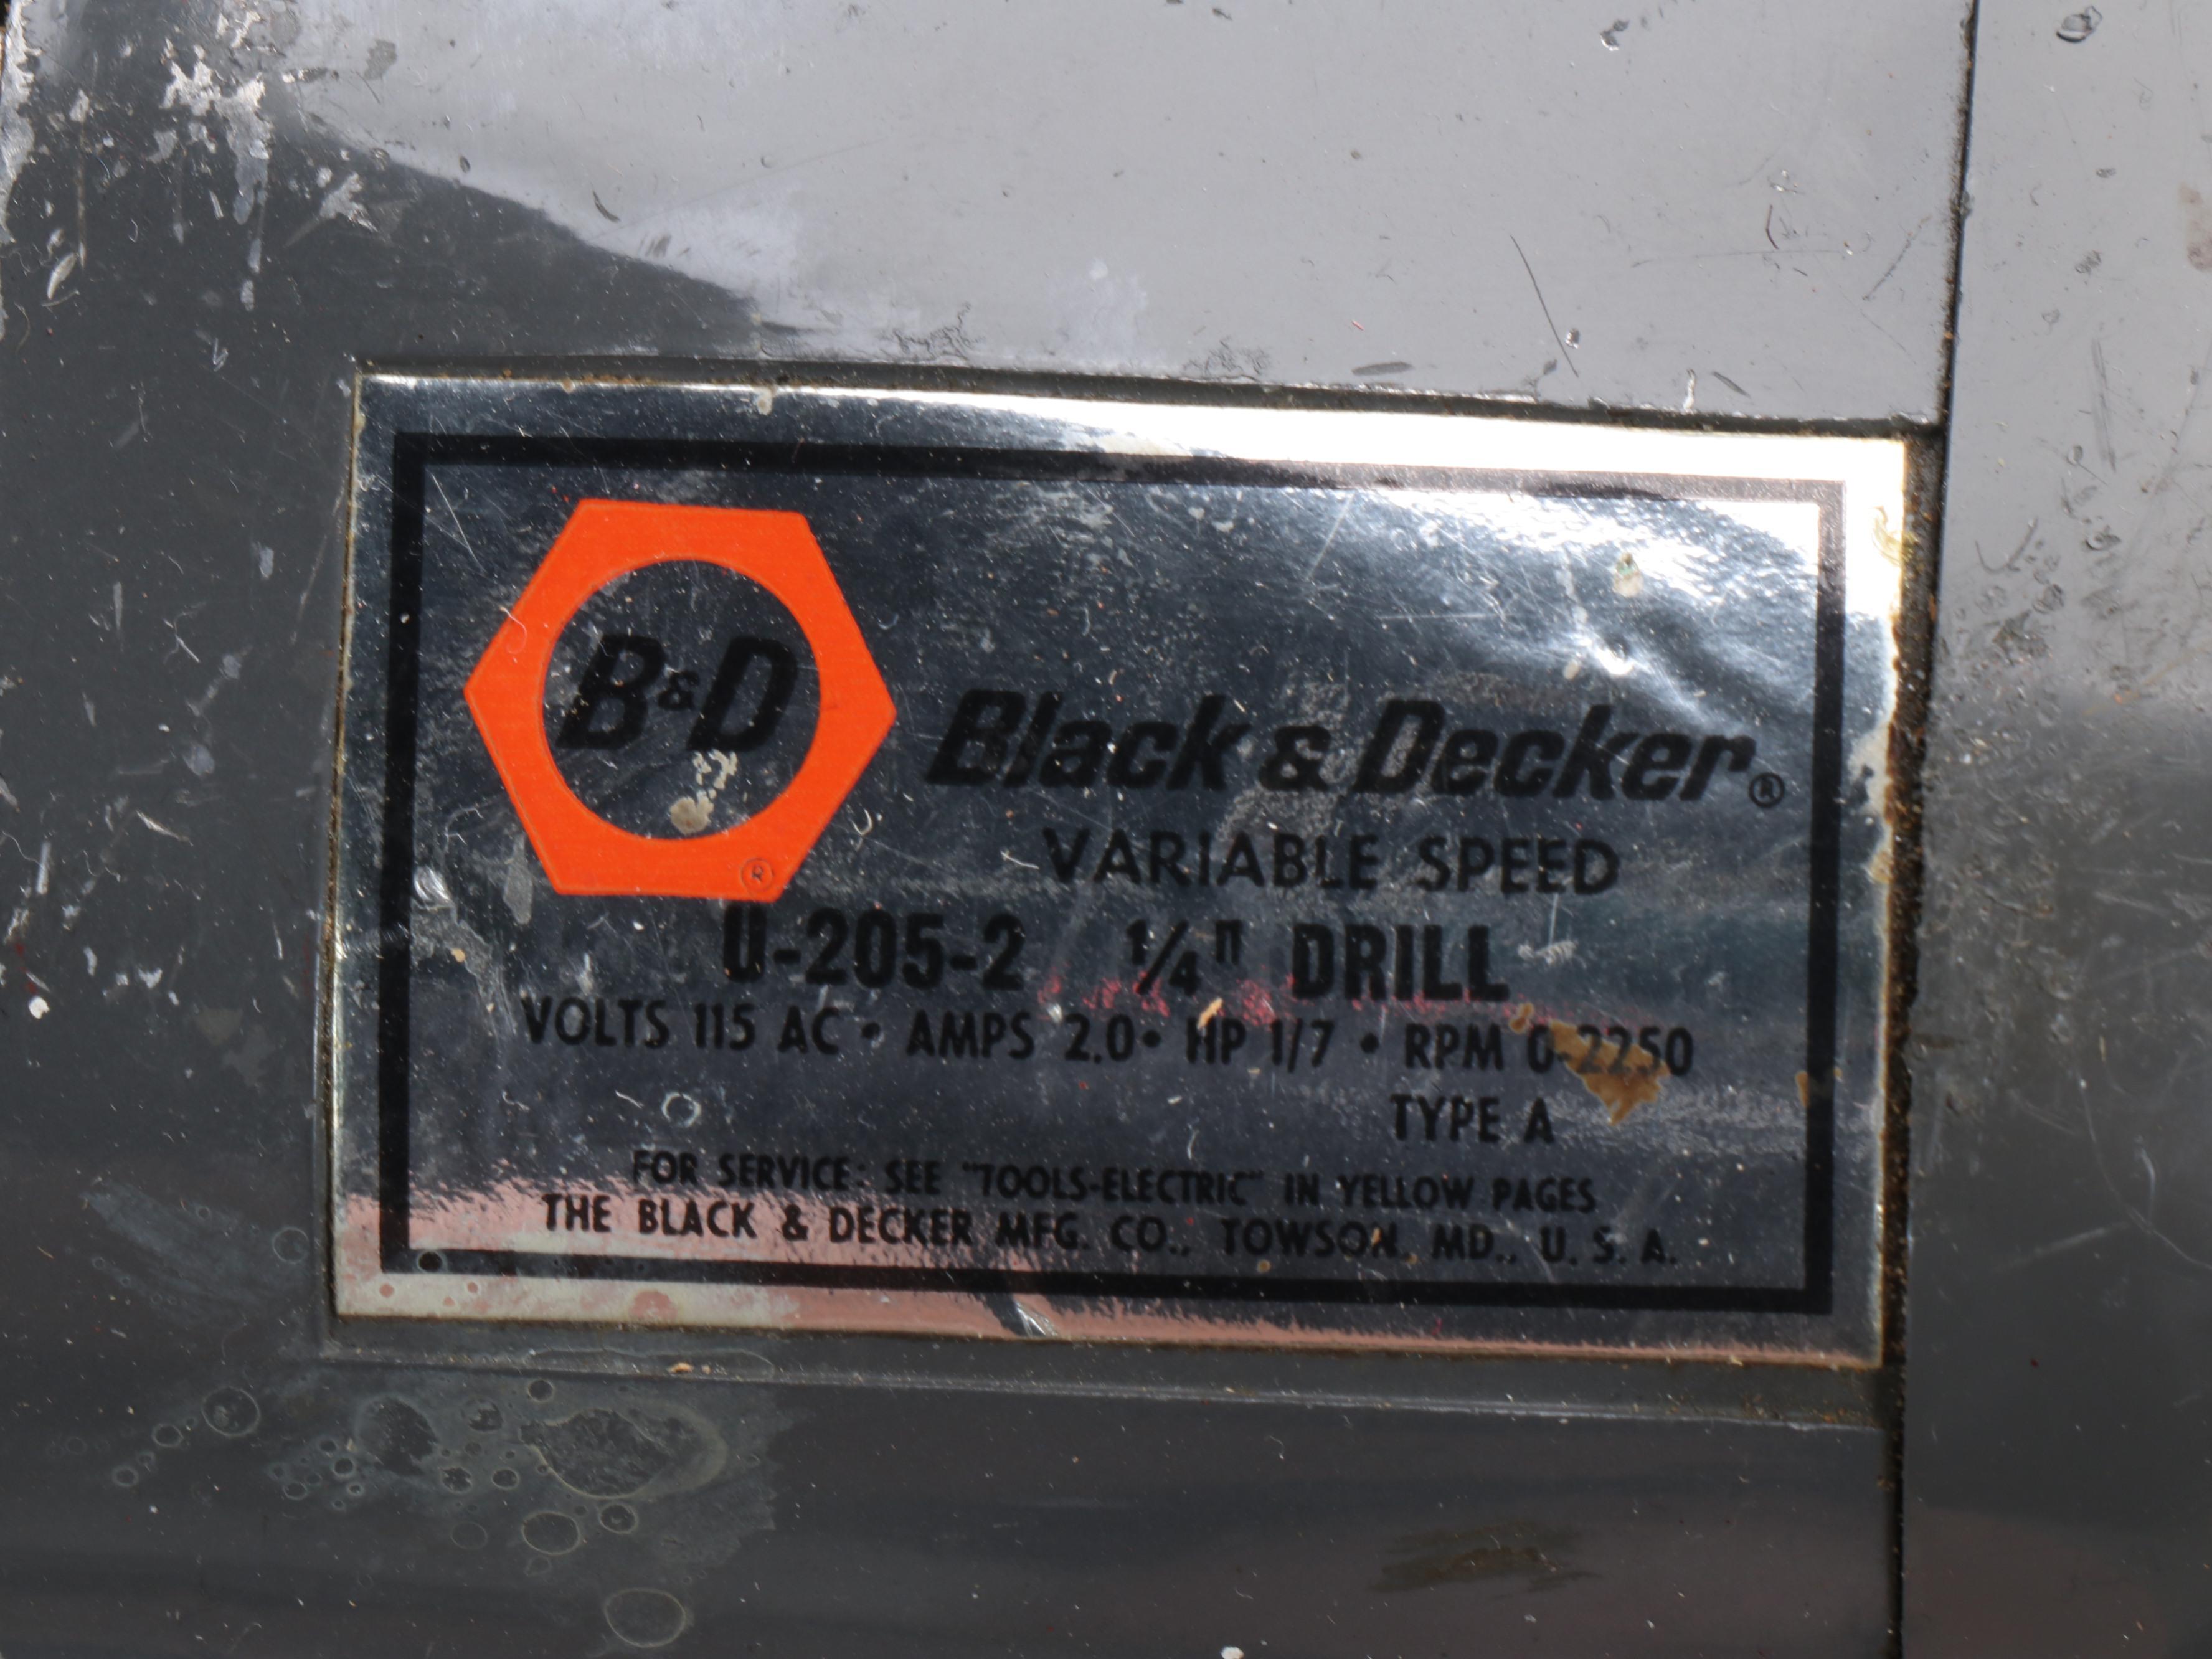 B&D
Black & Decker®
®
VARIABLE SPEED
U-205-2 1/4" DRILL
VOLTS 115 AC • AMPS 2.0 • HP 1/7 • RPM 0-2250
TYPE A
FOR SERVICE: SEE "TOOLS-ELECTRIC" IN YELLOW PAGES
THE BLACK & DECKER MFG. CO., TOWSON, MD., U. S. A.